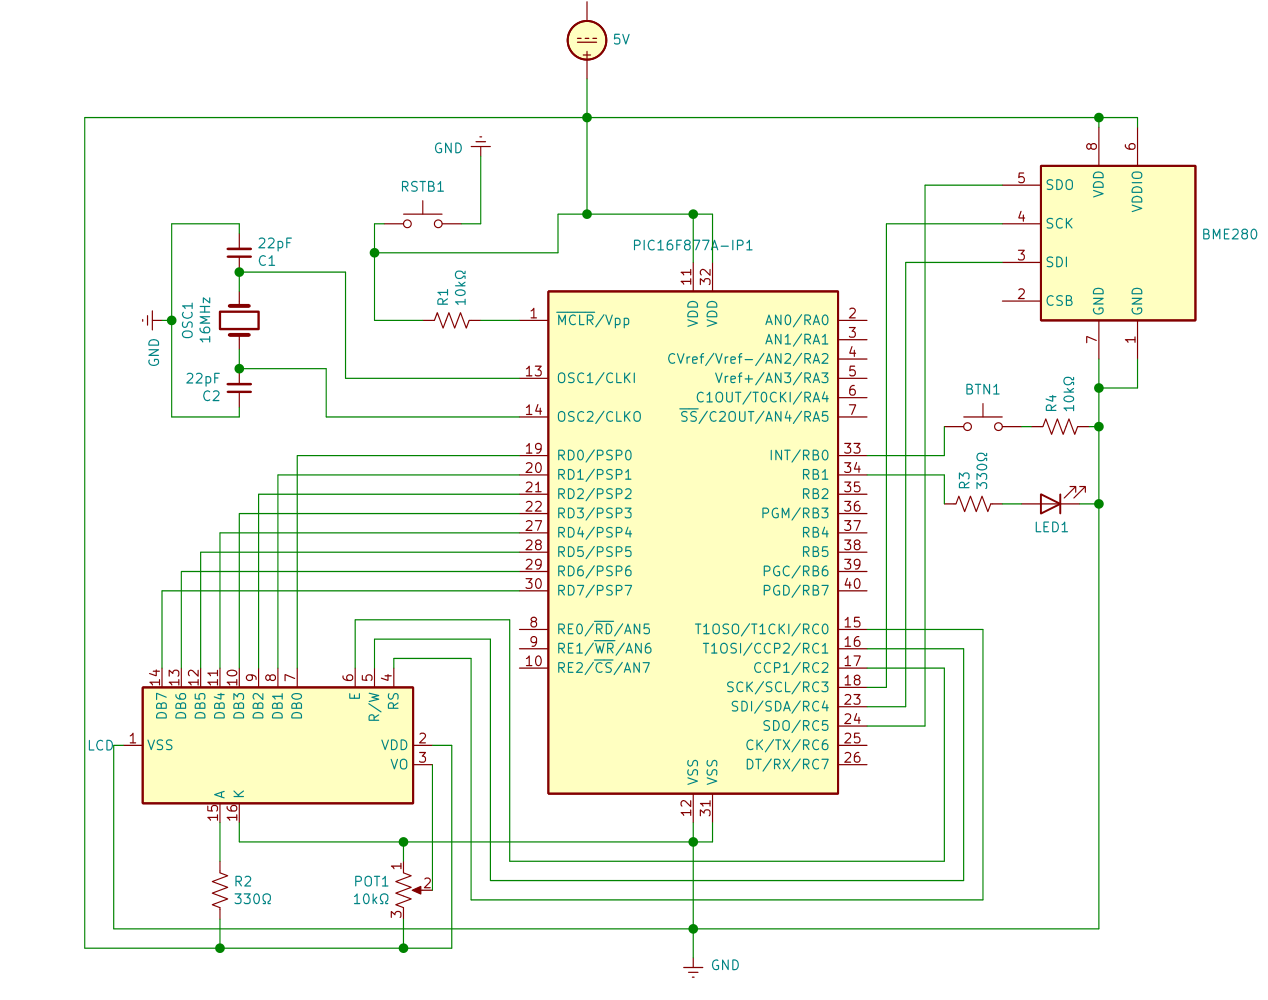 5V
GND
RSTB1
22pF
C1
OSC1
16MHz
GND
22pF
C2
R1
10kΩ
PIC16F877A-IP1
11
32
VDD
VDD
1
MCLR/Vpp
13
OSC1/CLKI
14
OSC2/CLKO
19
RD0/PSP0
20
RD1/PSP1
21
RD2/PSP2
22
RD3/PSP3
27
RD4/PSP4
28
RD5/PSP5
29
RD6/PSP6
30
RD7/PSP7
8
RE0/RD/AN5
9
RE1/WR/AN6
10
RE2/CS/AN7
AN0/RA0
2
AN1/RA1
3
CVref/Vref-/AN2/RA2
4
Vref+/AN3/RA3
5
C1OUT/T0CKI/RA4
6
SS/C2OUT/AN4/RA5
7
INT/RB0
33
RB1
34
RB2
35
PGM/RB3
36
RB4
37
RB5
38
PGC/RB6
39
PGD/RB7
40
T1OSO/T1CKI/RC0
15
T1OSI/CCP2/RC1
16
CCP1/RC2
17
SCK/SCL/RC3
18
SDI/SDA/RC4
23
SDO/RC5
24
CK/TX/RC6
25
DT/RX/RC7
26
VSS
VSS
12
31
8
6
VDD
VDDIO
5
SDO
4
SCK
3
SDI
2
CSB
GND
GND
7
1
BME280
BTN1
R4
10kΩ
R3
330Ω
LED1
14
13
12
11
10
9
8
7
6
5
4
DB7
DB6
DB5
DB4
DB3
DB2
DB1
DB0
E
R/W
RS
LCD
1
VSS
VDD
2
VO
3
A
K
15
16
R2
330Ω
POT1
10kΩ
1
2
3
GND